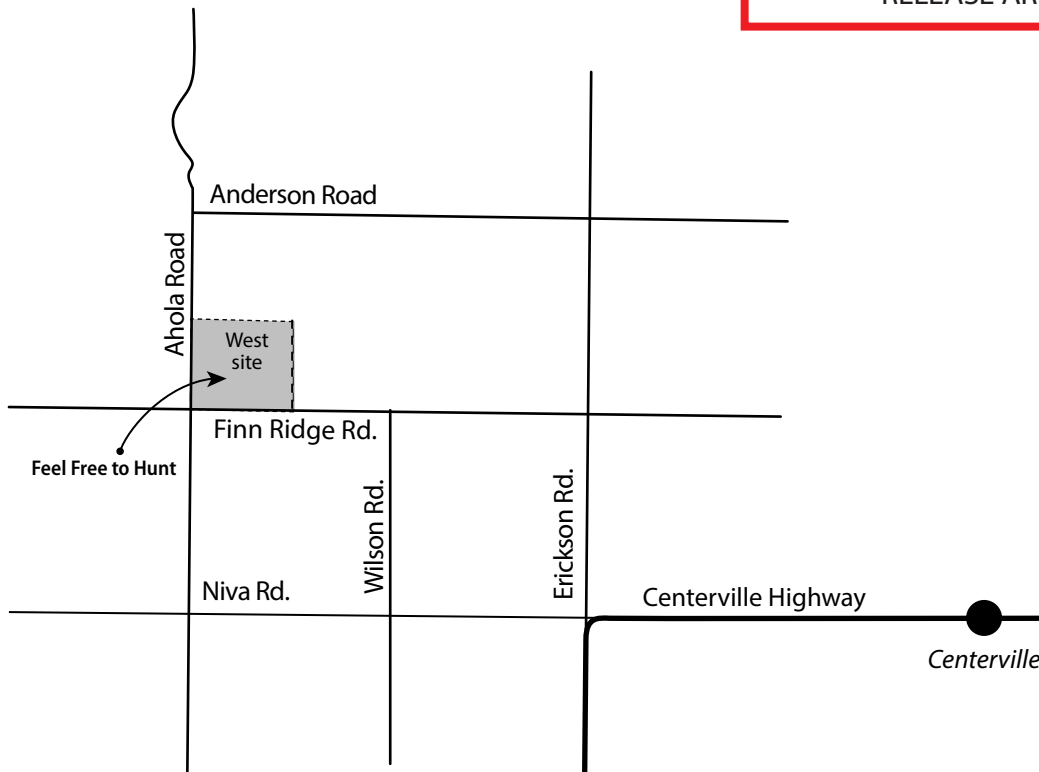 RELEASE
Anderson Road
Ahola Road
West
site
Finn Ridge Rd.
Feel Free to Hunt
Wilson Rd.
Erickson Rd.
Niva Rd.
Centerville Highway
Centerville